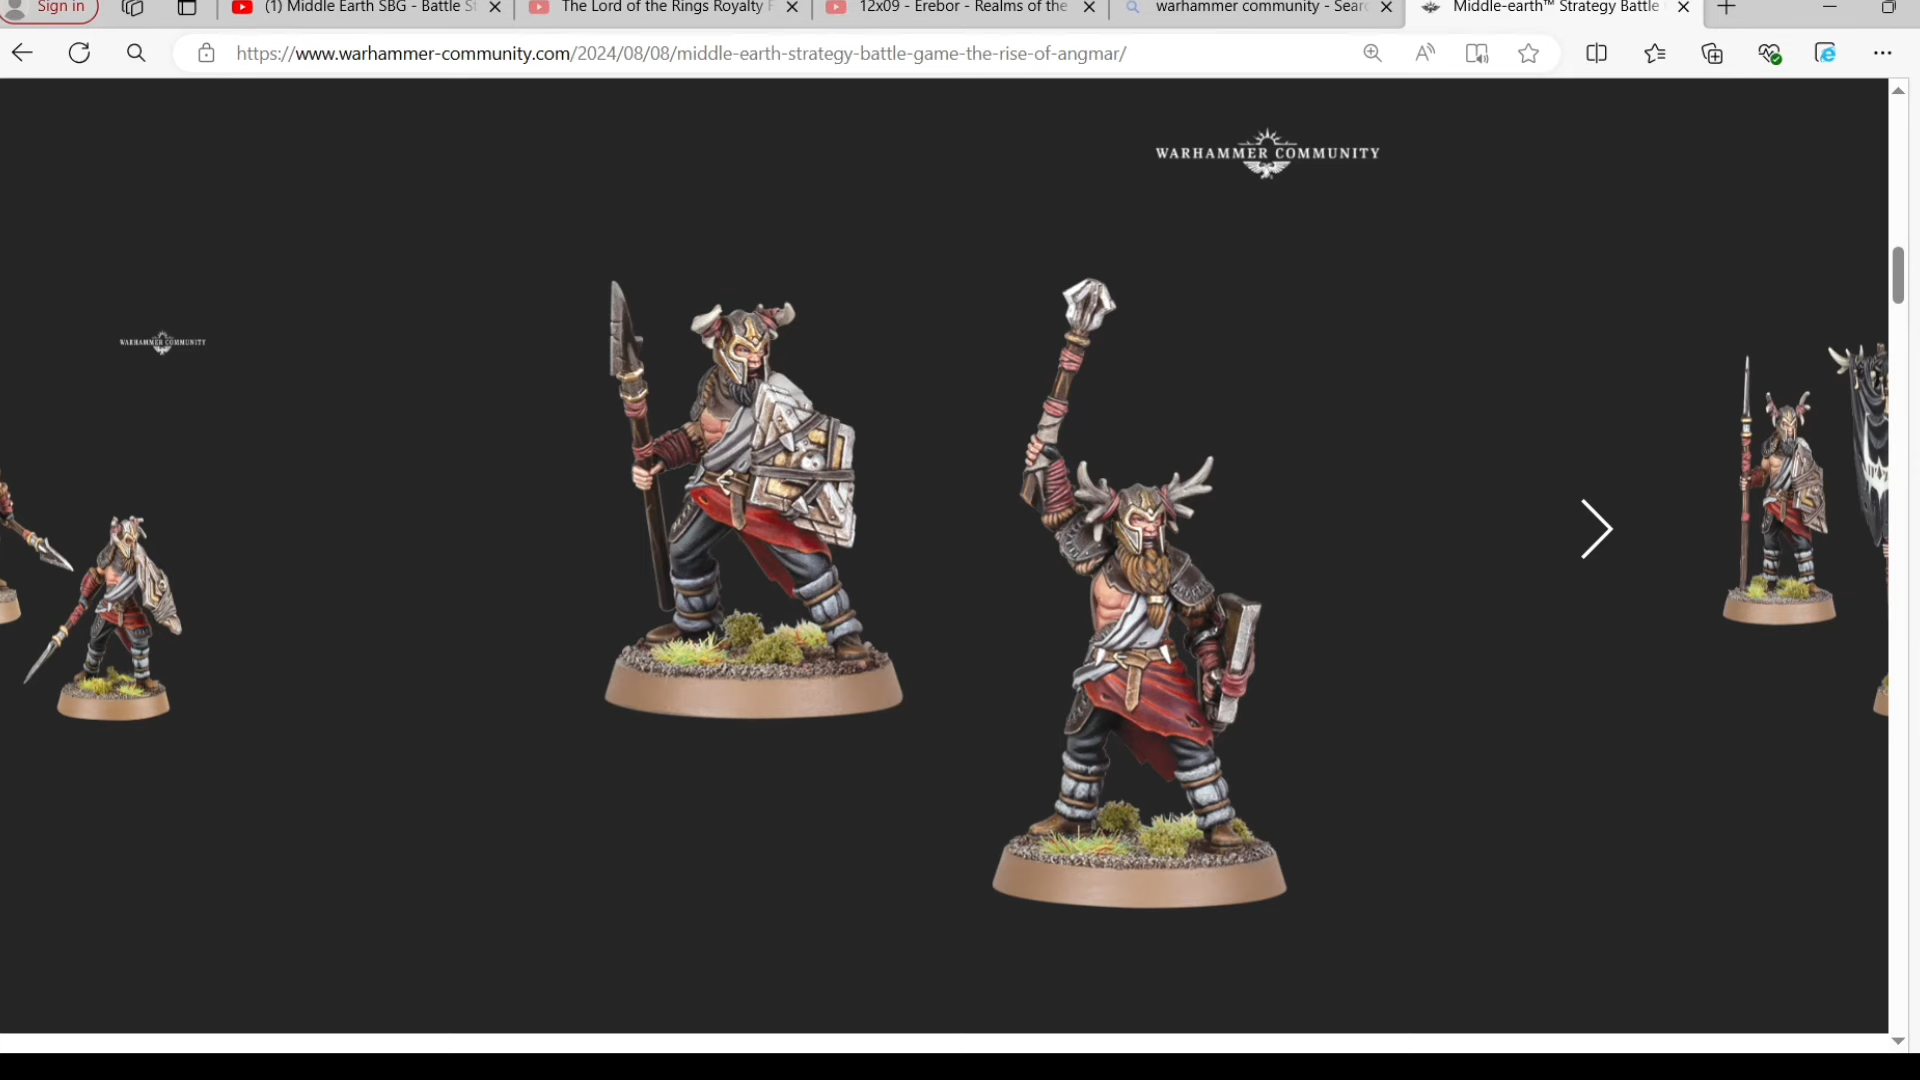 Sign in
(1) Middle Earth SBG - Battle S
The Lord of the Rings Royalty F
12x09 - Erebor - Realms of the
warhammer community - Sear
Middle-earth™ Strategy Battle
https://www.warhammer-community.com/2024/08/08/middle-earth-strategy-battle-game-the-rise-of-angmar/
WARHAMMER COMMUNITY
WARHAMMER COMMUNITY